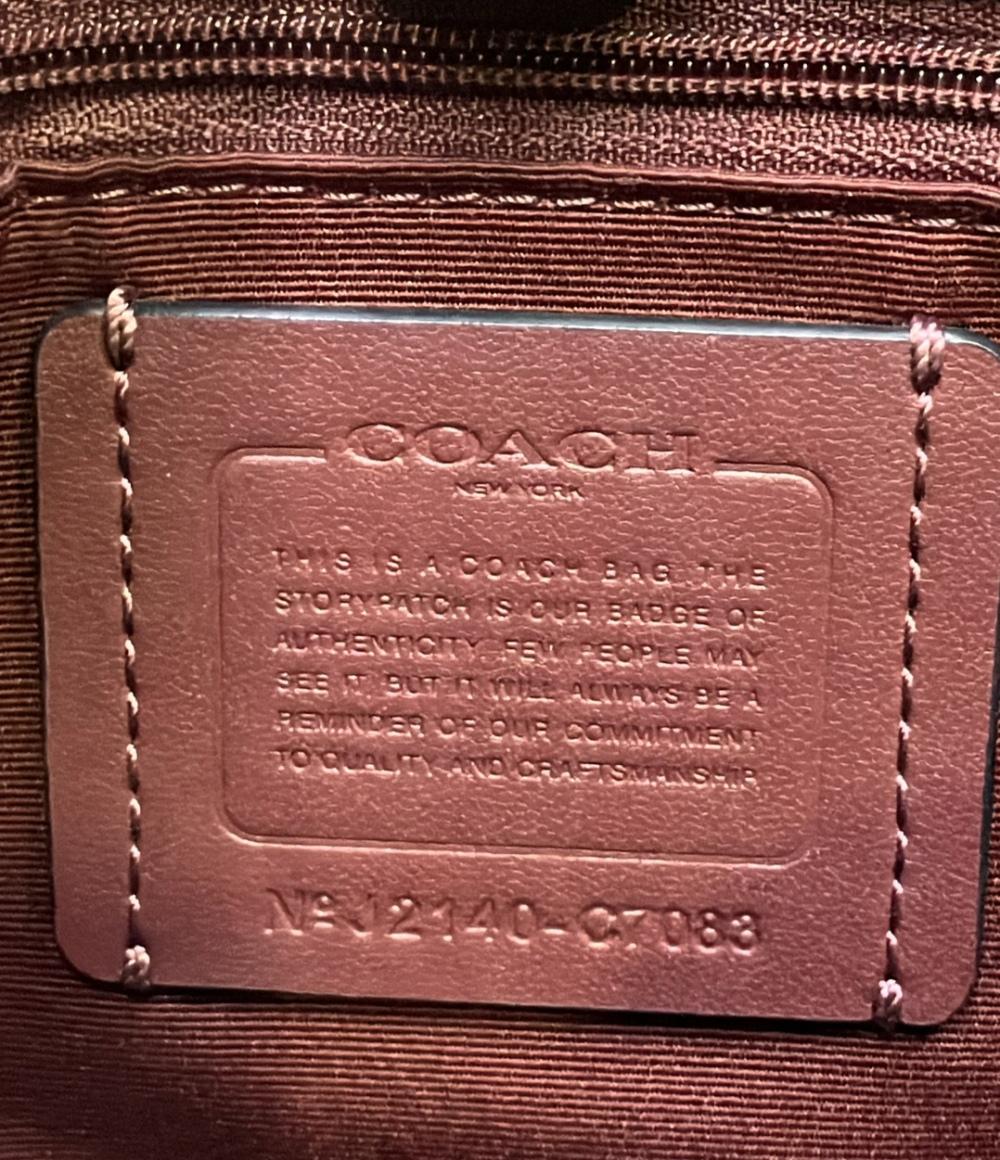 COACH
NEW YORK
THIS IS A COACH BAG. THE
STORYPATCH IS OUR BADGE OF
AUTHENTICITY. FEW PEOPLE MAY
SEE IT, BUT IT WILL ALWAYS BE A
REMINDER OF OUR COMMITMENT
TO QUALITY AND CRAFTSMANSHIP.
Nº J2140-C7083